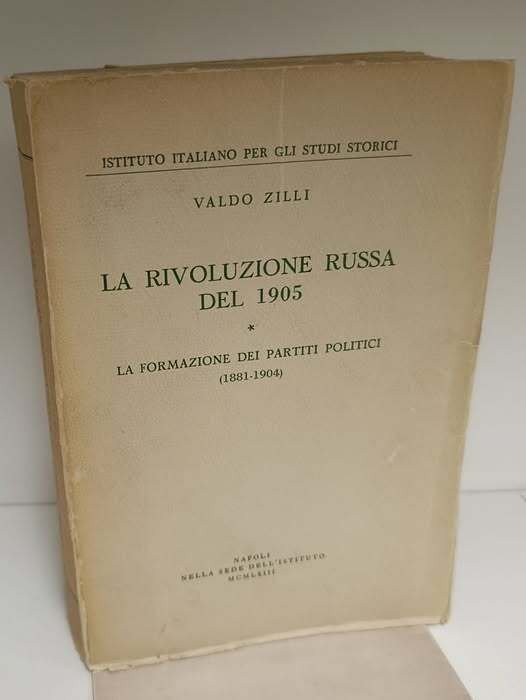 ISTITUTO ITALIANO PER GLI STUDI STORICI
VALDO ZILLI
LA RIVOLUZIONE RUSSA
DEL 1905
*
LA FORMAZIONE DEI PARTITI POLITICI
(1881-1904)
NAPOLI
NELLA SEDE DELL'ISTITUTO
MCMLXIII